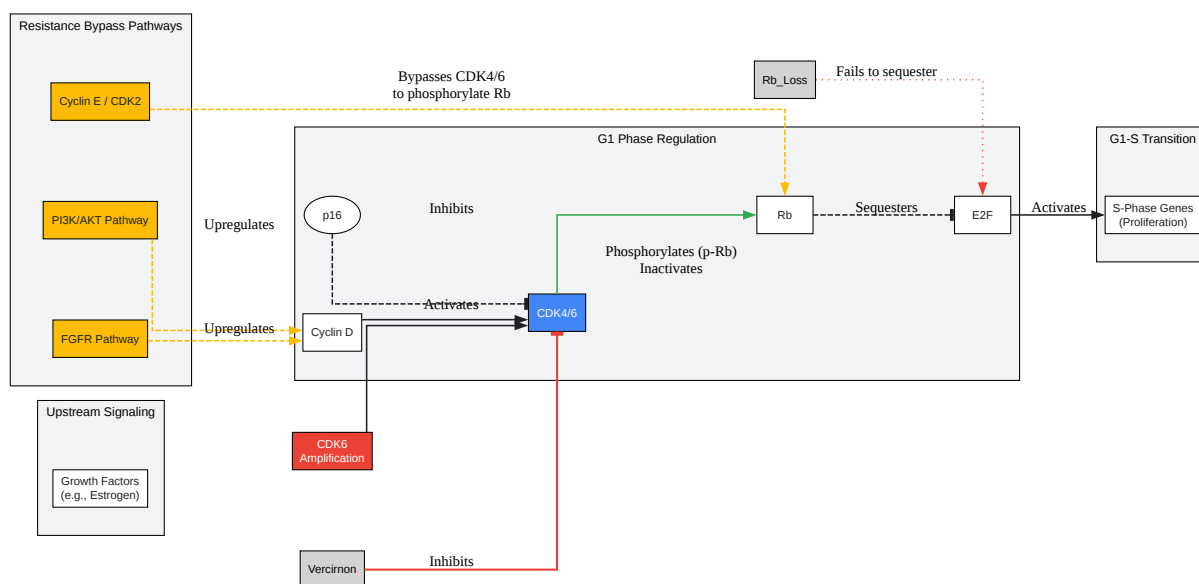 Resistance Bypass Pathways
Cyclin E / CDK2
Bypasses CDK4/6
to phosphorylate Rb
Rb_Loss
Fails to sequester
G1 Phase Regulation
G1-S Transition
PI3K/AKT Pathway
Upregulates
p16
Inhibits
Rb
Sequesters
E2F
Activates
S-Phase Genes
(Proliferation)
Phosphorylates (p-Rb)
Inactivates
Activates
CDK4/6
FGFR Pathway
Upregulates
Cyclin D
Upstream Signaling
CDK6
Amplification
Growth Factors
(e.g., Estrogen)
Vercirnon
Inhibits